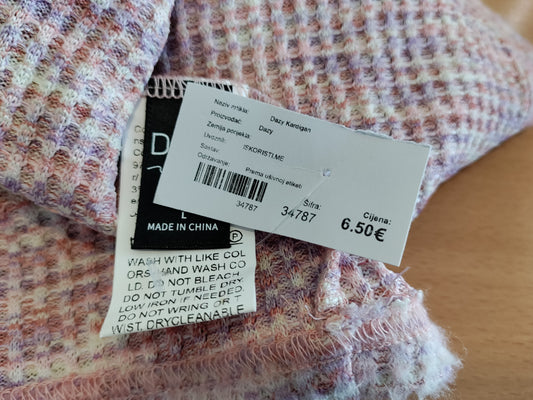 Naziv artikla: Dazy Kardigan
Proizvođač: Dazy
Zemlja porijekla:
Uvoznik: ISKORISTI.ME
Sastav:
Održavanje: Prema ušivnoj etiketi
34787
Šifra:
34787
Cijena:
6.50€
D
L
MADE IN CHINA
P
WASH WITH LIKE COL
ORS. HAND WASH CO
LD. DO NOT BLEACH.
DO NOT TUMBLE DRY.
LOW IRON IF NEEDED.
DO NOT WRING OR T
WIST. DRYCLEANABLE